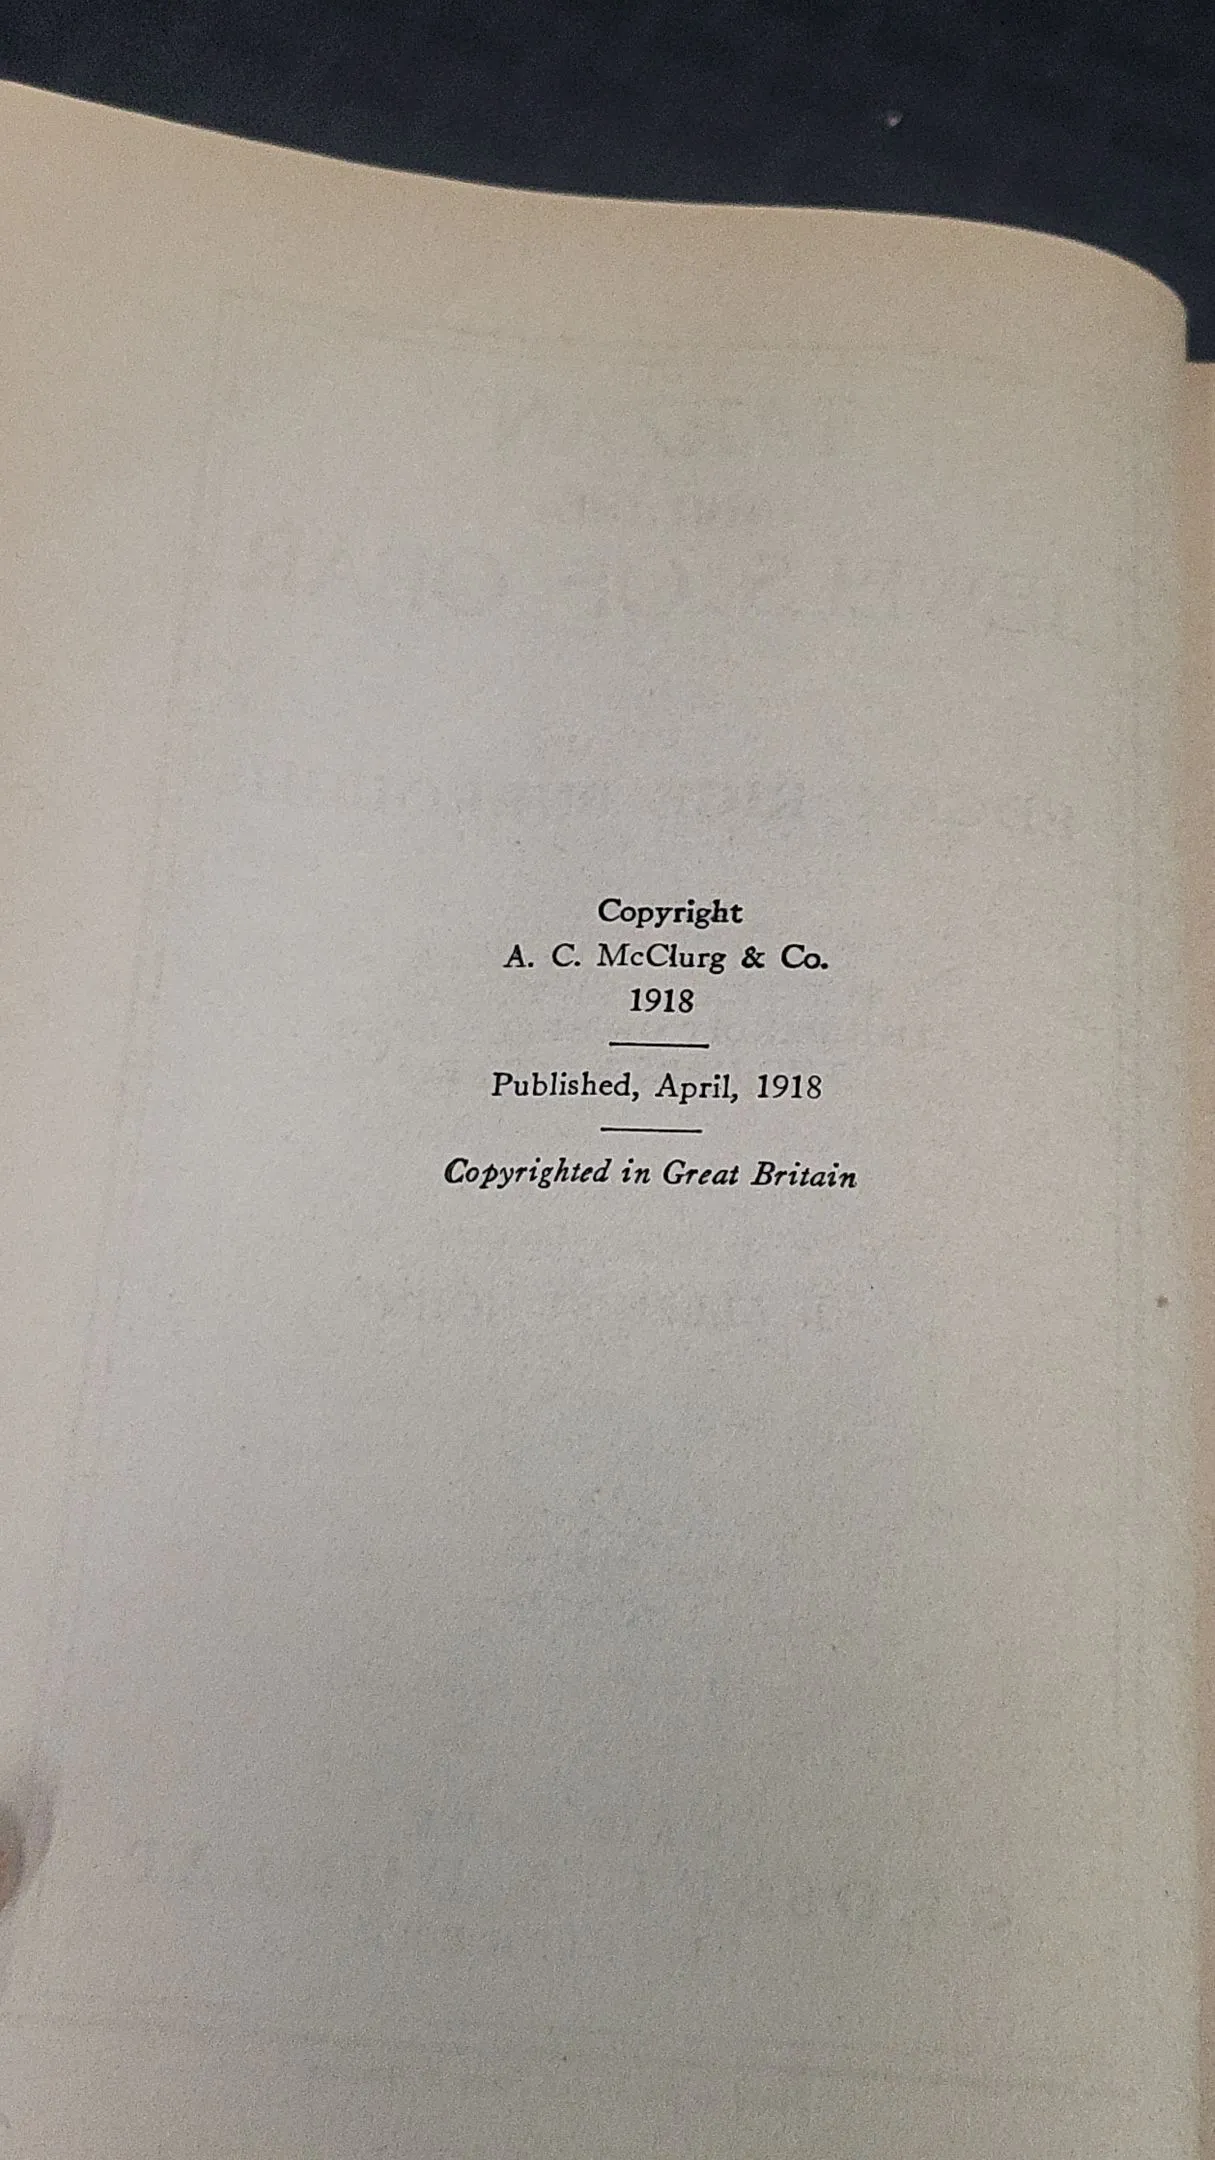 Copyright
A. C. McClurg & Co.
1918
Published, April, 1918
Copyrighted in Great Britain